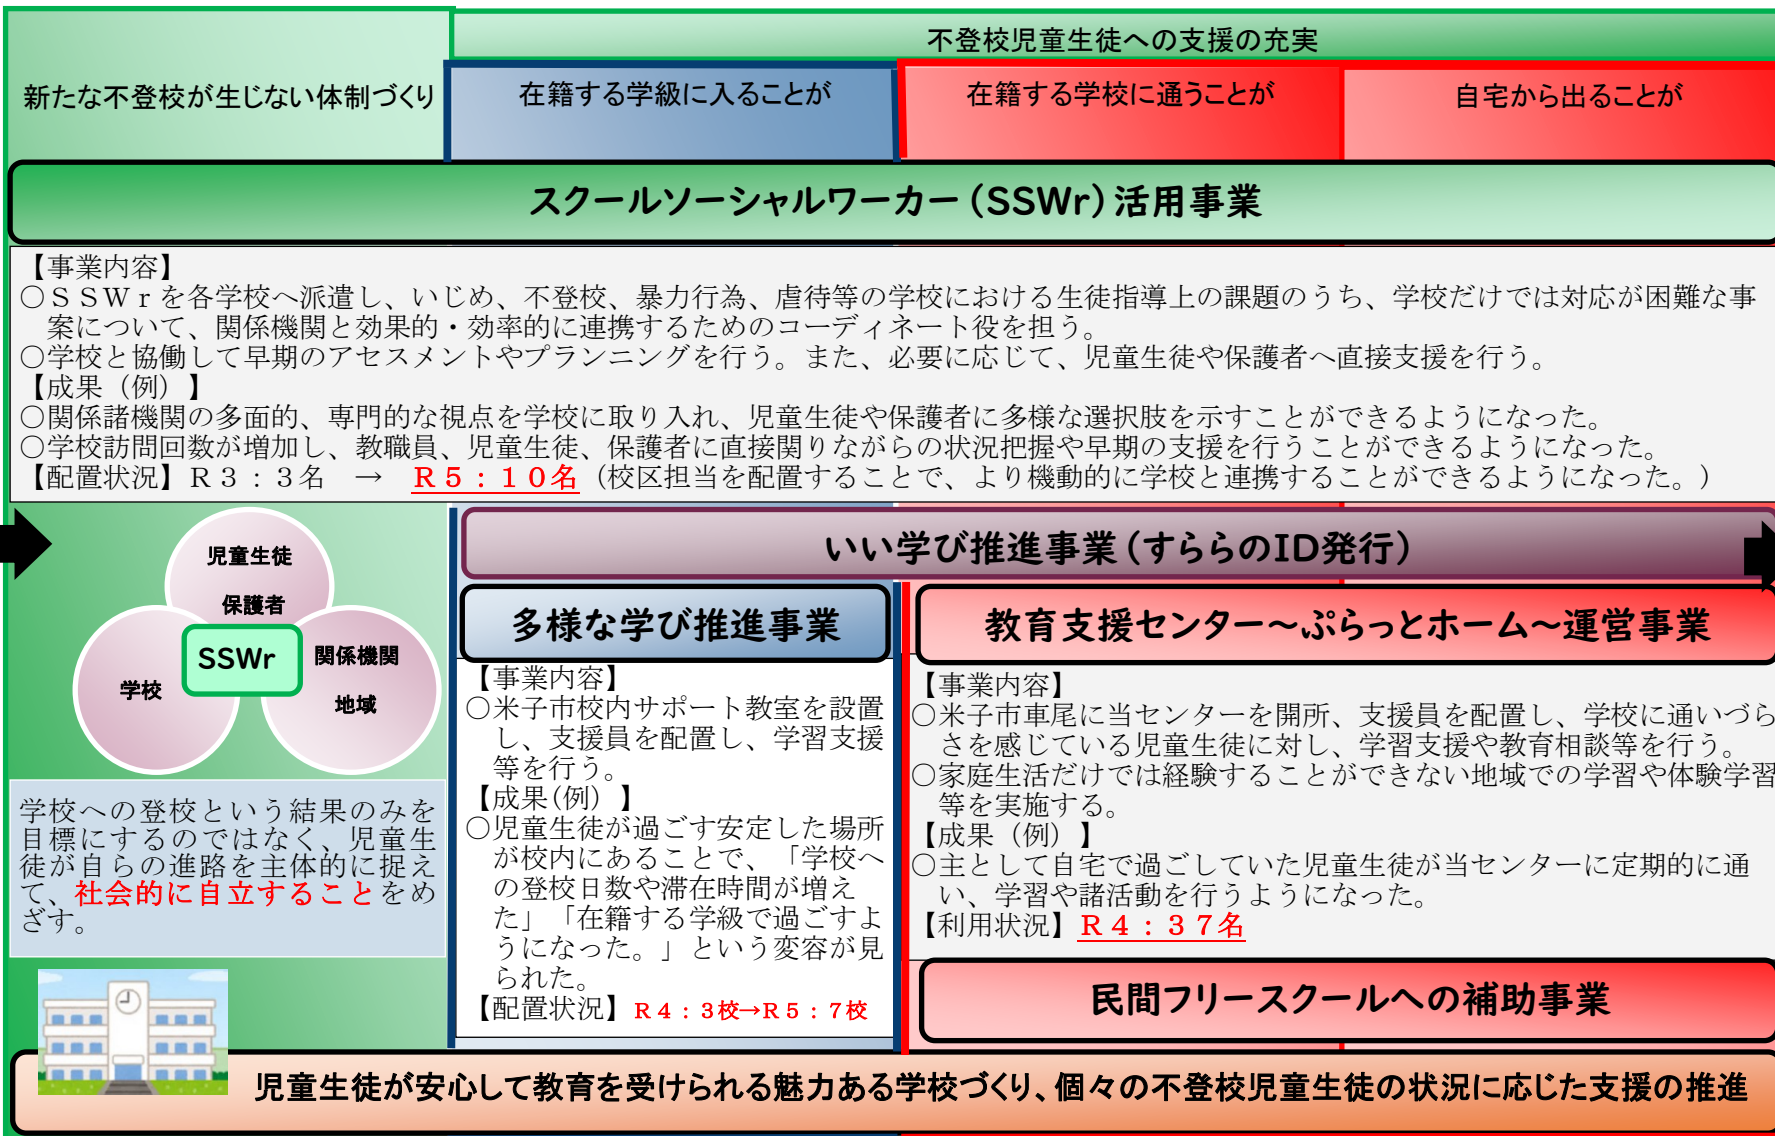 不登校児童生徒への支援の充実
新たな不登校が生じない体制づくり
在籍する学級に入ることが
在籍する学校に通うことが
自宅から出ることが
スクールソーシャルワーカー（SSWr）活用事業
【事業内容】
○ＳＳＷｒを各学校へ派遣し、いじめ、不登校、暴力行為、虐待等の学校における生徒指導上の課題のうち、学校だけでは対応が困難な事
案について、関係機関と効果的・効率的に連携するためのコーディネート役を担う。
○学校と協働して早期のアセスメントやプランニングを行う。また、必要に応じて、児童生徒や保護者へ直接支援を行う。
【成果（例）】
○関係諸機関の多面的、専門的な視点を学校に取り入れ、児童生徒や保護者に多様な選択肢を示すことができるようになった。
○学校訪問回数が増加し、教職員、児童生徒、保護者に直接関りながらの状況把握や早期の支援を行うことができるようになった。
【配置状況】Ｒ３：３名　→　Ｒ５：１０名（校区担当を配置することで、より機動的に学校と連携することができるようになった。）
児童生徒
保護者
SSWr
学校
関係機関
地域
学校への登校という結果のみを
目標にするのではなく、児童生
徒が自らの進路を主体的に捉え
て、社会的に自立することをめ
ざす。
いい学び推進事業（すららのID発行）
多様な学び推進事業
【事業内容】
○米子市校内サポート教室を設置
し、支援員を配置し、学習支援
等を行う。
【成果(例）】
○児童生徒が過ごす安定した場所
が校内にあることで、「学校へ
の登校日数や滞在時間が増え
た」「在籍する学級で過ごすよ
うになった。」という変容が見
られた。
【配置状況】Ｒ４：３校→Ｒ５：７校
教育支援センター～ぷらっとホーム～運営事業
【事業内容】
○米子市車尾に当センターを開所、支援員を配置し、学校に通いづら
さを感じている児童生徒に対し、学習支援や教育相談等を行う。
○家庭生活だけでは経験することができない地域での学習や体験学習
等を実施する。
【成果（例）】
○主として自宅で過ごしていた児童生徒が当センターに定期的に通
い、学習や諸活動を行うようになった。
【利用状況】Ｒ４：３７名
民間フリースクールへの補助事業
児童生徒が安心して教育を受けられる魅力ある学校づくり、個々の不登校児童生徒の状況に応じた支援の推進